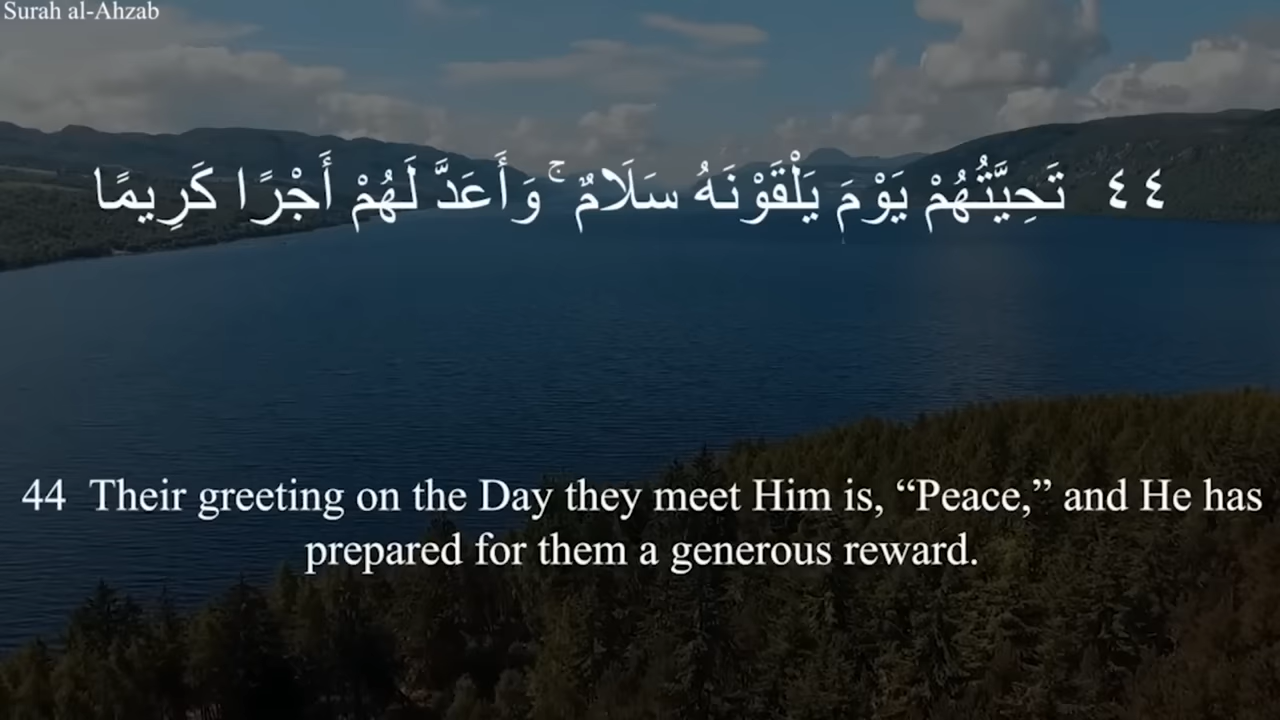 Surah al-Ahzab
٤٤ تَحِيَّتُهُمْ يَوْمَ يَلْقَوْنَهُ سَلَامٌ ۚ وَأَعَدَّ لَهُمْ أَجْرًا كَرِيمًا
44 Their greeting on the Day they meet Him is, “Peace,” and He has
prepared for them a generous reward.